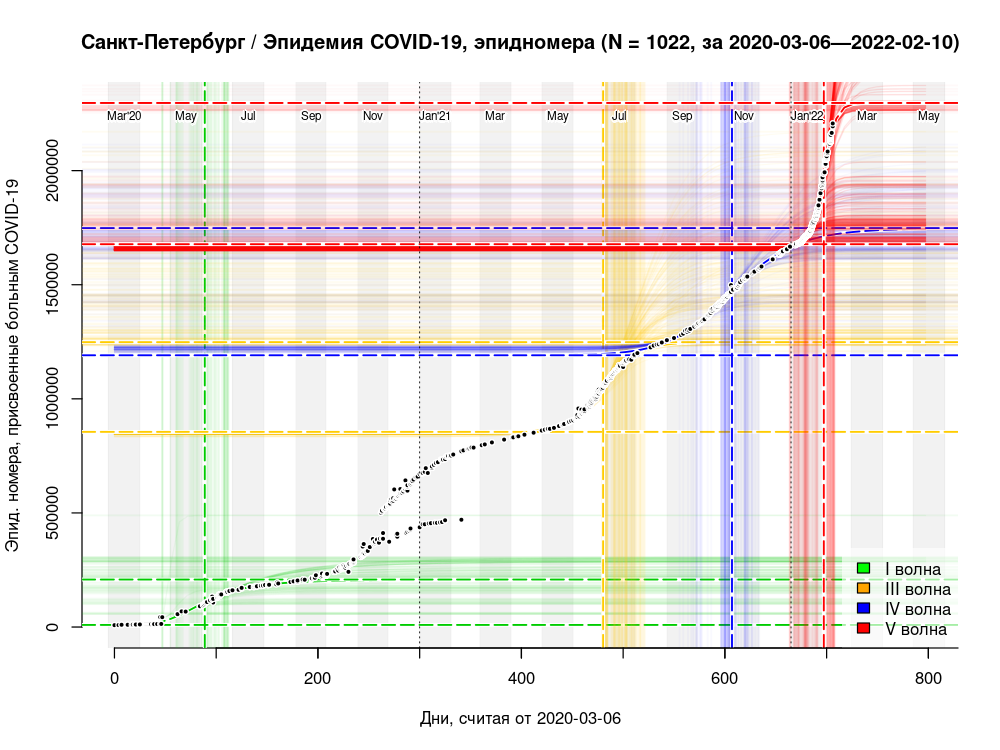 Санкт-Петербург / Эпидемия COVID-19, эпидномера (N = 1022, за 2020-03-06—2022-02-10)
Mar'20 May Jul Sep Nov Jan'21 Mar May Jul Sep Nov Jan'22 Mar May
Эпид. номера, присвоенные больным COVID-19
2000000
1500000
1000000
500000
0
I волна
III волна
IV волна
V волна
0 200 400 600 800
Дни, считая от 2020-03-06